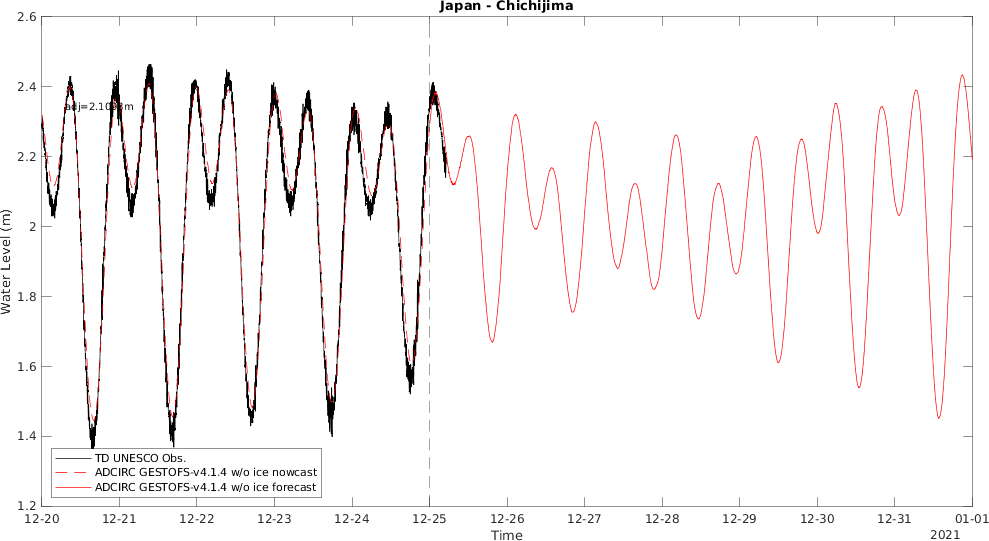 Japan - Chichijima
2.6
2.4
2.2
2
1.8
1.6
1.4
1.2
Water Level (m)
TD UNESCO Obs.
ADCIRC GESTOFS-v4.1.4 w/o ice nowcast
ADCIRC GESTOFS-v4.1.4 w/o ice forecast
12-20 12-21 12-22 12-23 12-24 12-25 12-26 12-27 12-28 12-29 12-30 12-31 01-01
Time
2021